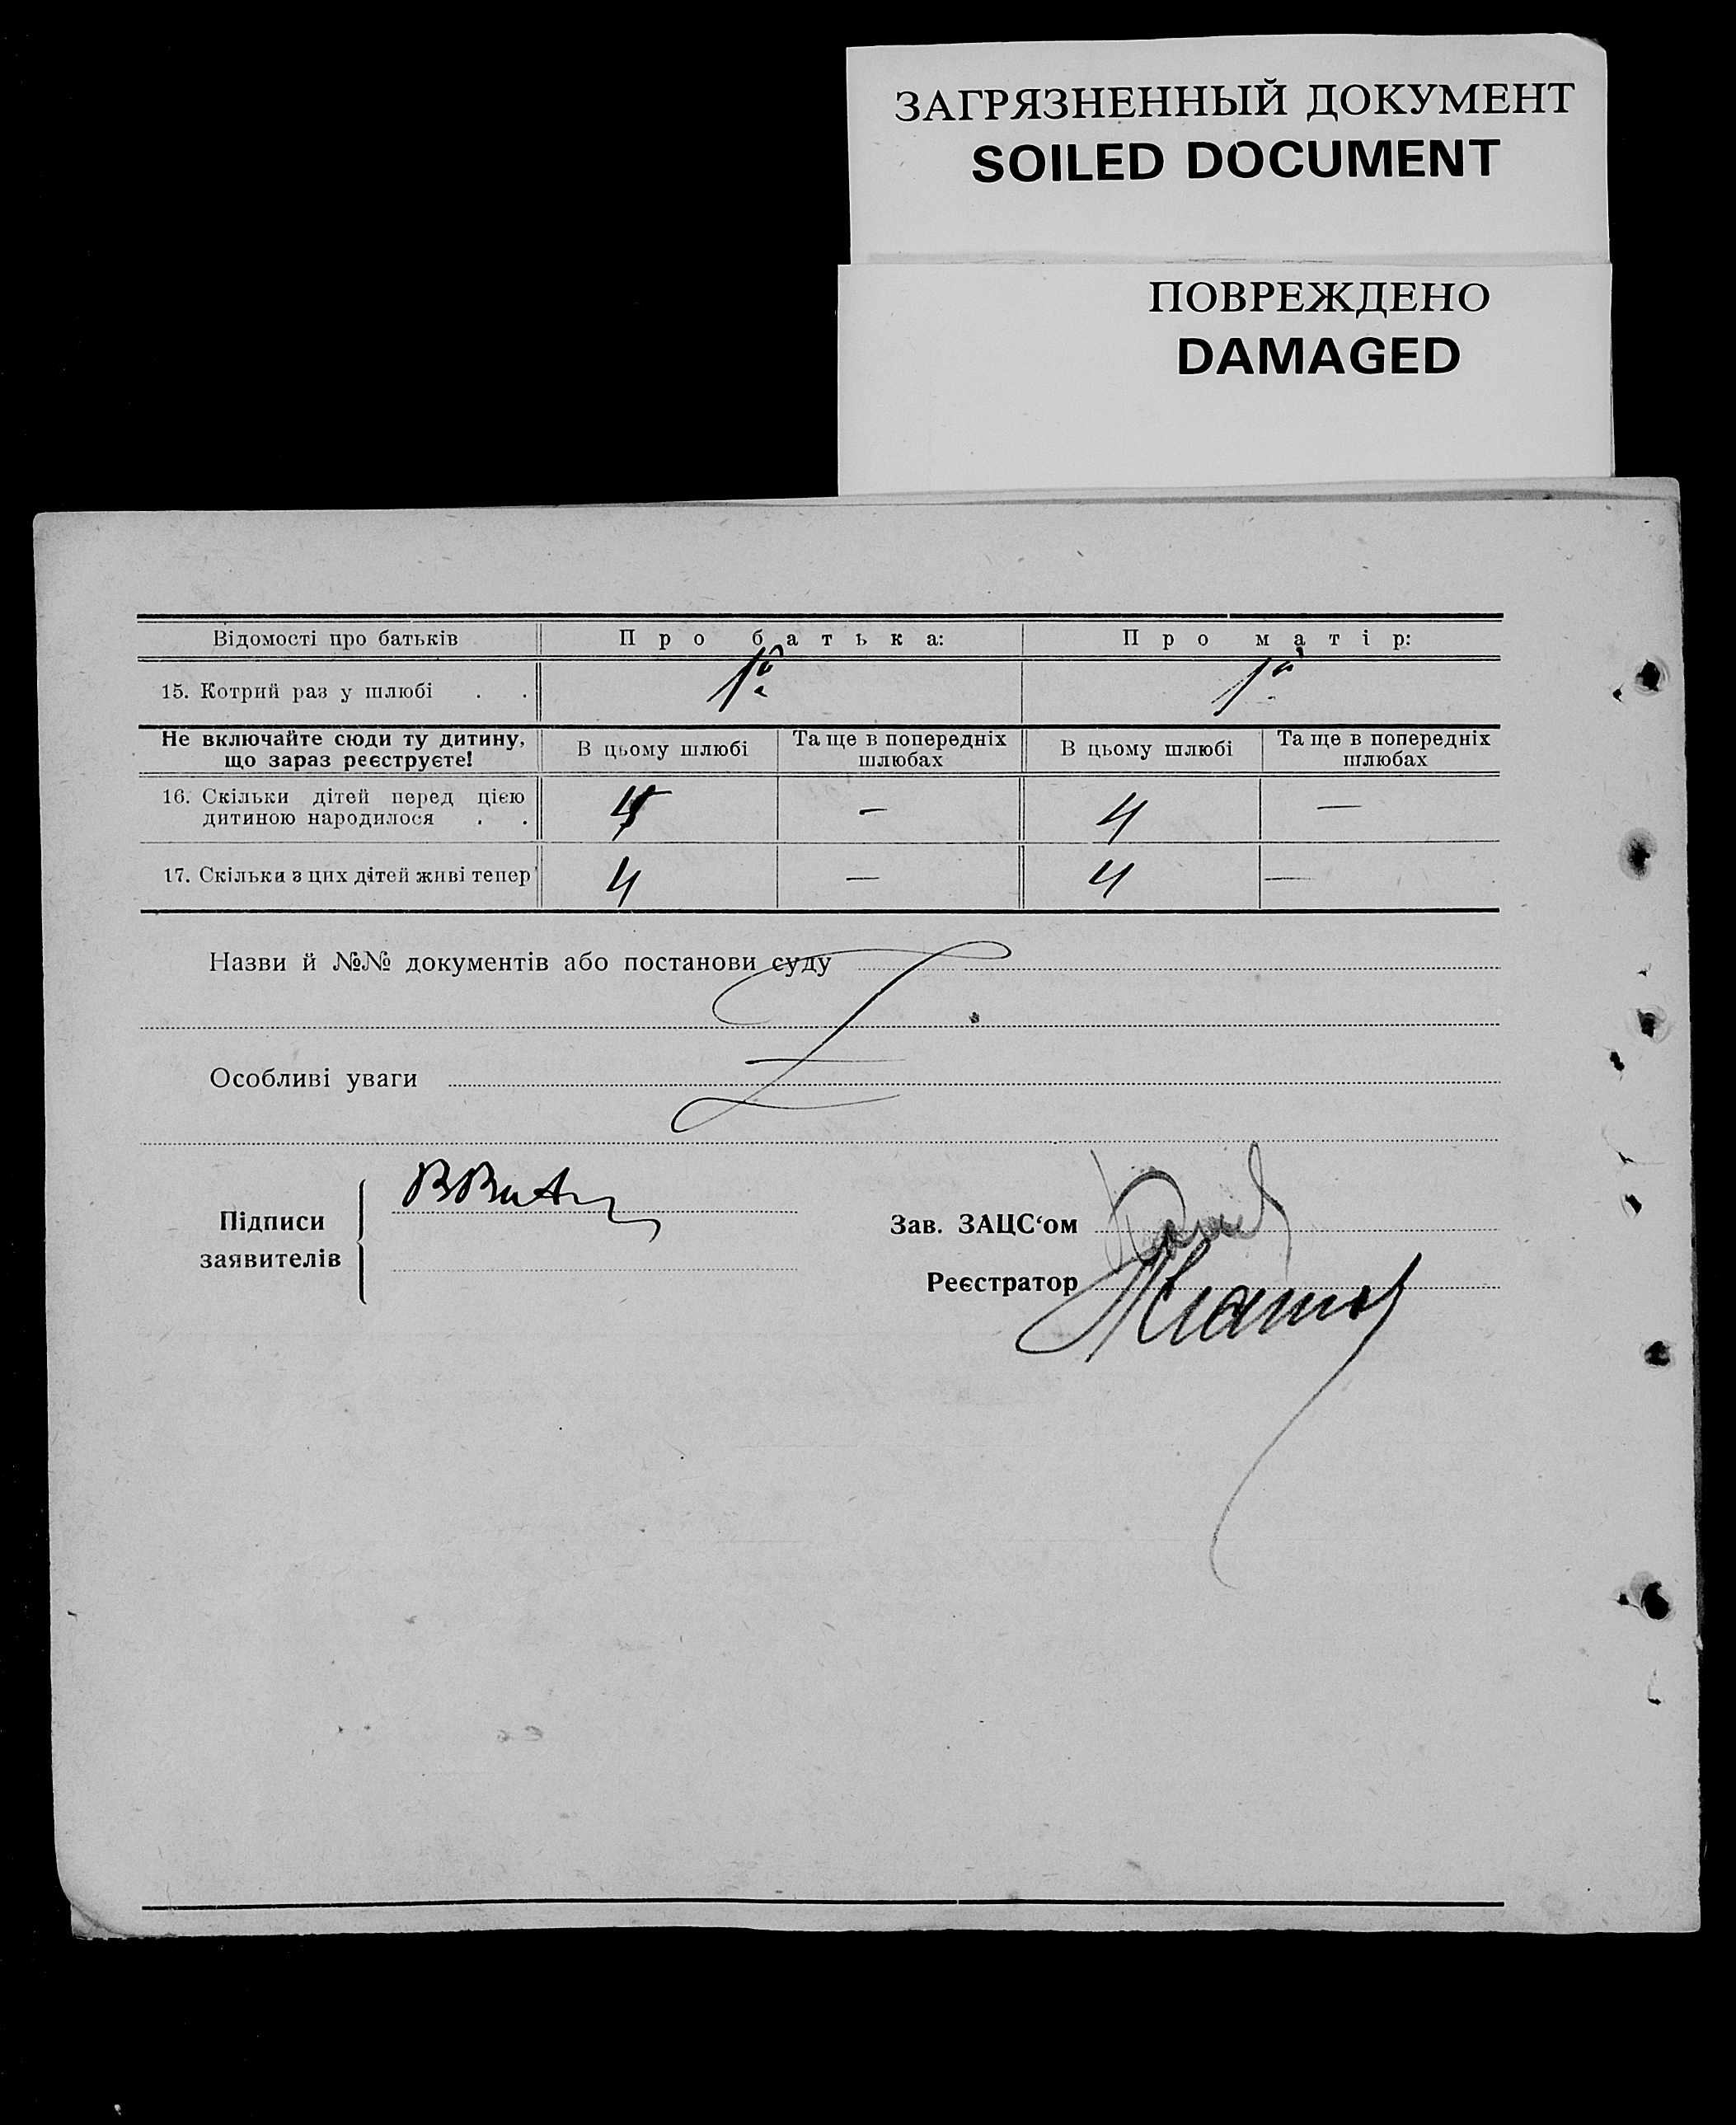 ЗАГРЯЗНЕННЫЙ ДОКУМЕНТ
SOILED DOCUMENT
ПОВРЕЖДЕНО
DAMAGED
Відомості про батьків Про батька: Про матір:
15. Котрий раз у шлюбі . . 1й 1й
Не включайте сюди ту дитину, що зараз реєструєте! В цьому шлюбі Та ще в попередніх шлюбах В цьому шлюбі Та ще в попередніх шлюбах
16. Скільки дітей перед цією
дитиною народилося . . 4 — 4 —
17. Скільки з цих дітей живі тепер 4 — 4 —
Назви й №№ документів або постанови суду
Особливі уваги
Підписи
заявителів
Зав. ЗАЦС‘ом
Реєстратор